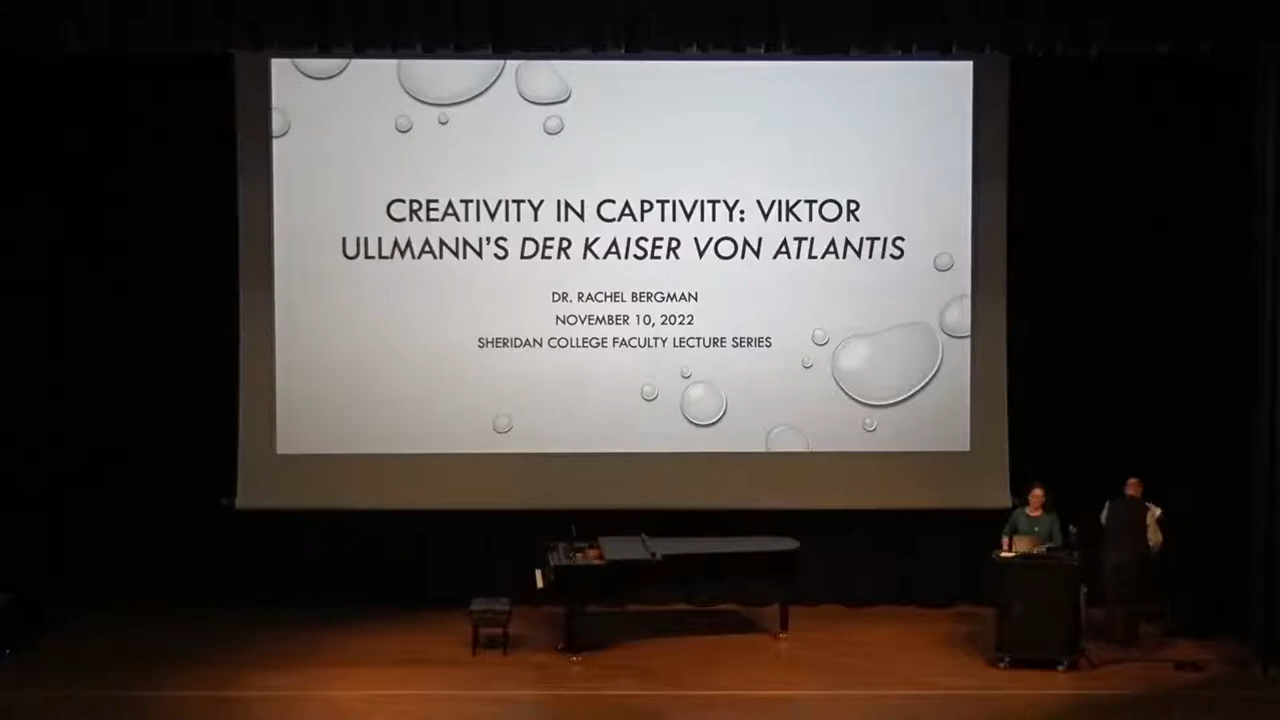 CREATIVITY IN CAPTIVITY: VIKTOR
ULLMANN'S DER KAISER VON ATLANTIS
DR. RACHEL BERGMAN
NOVEMBER 10, 2022
SHERIDAN COLLEGE FACULTY LECTURE SERIES